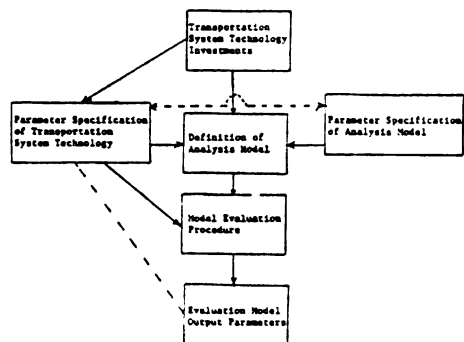 Transportation
System Technology
Investments
Parameter Specification
of Transportation
System Technology
Definition of
Analysis Model
Parameter Specification
of Analysis Model
Model Evaluation
Procedure
Evaluation Model
Output Parameters